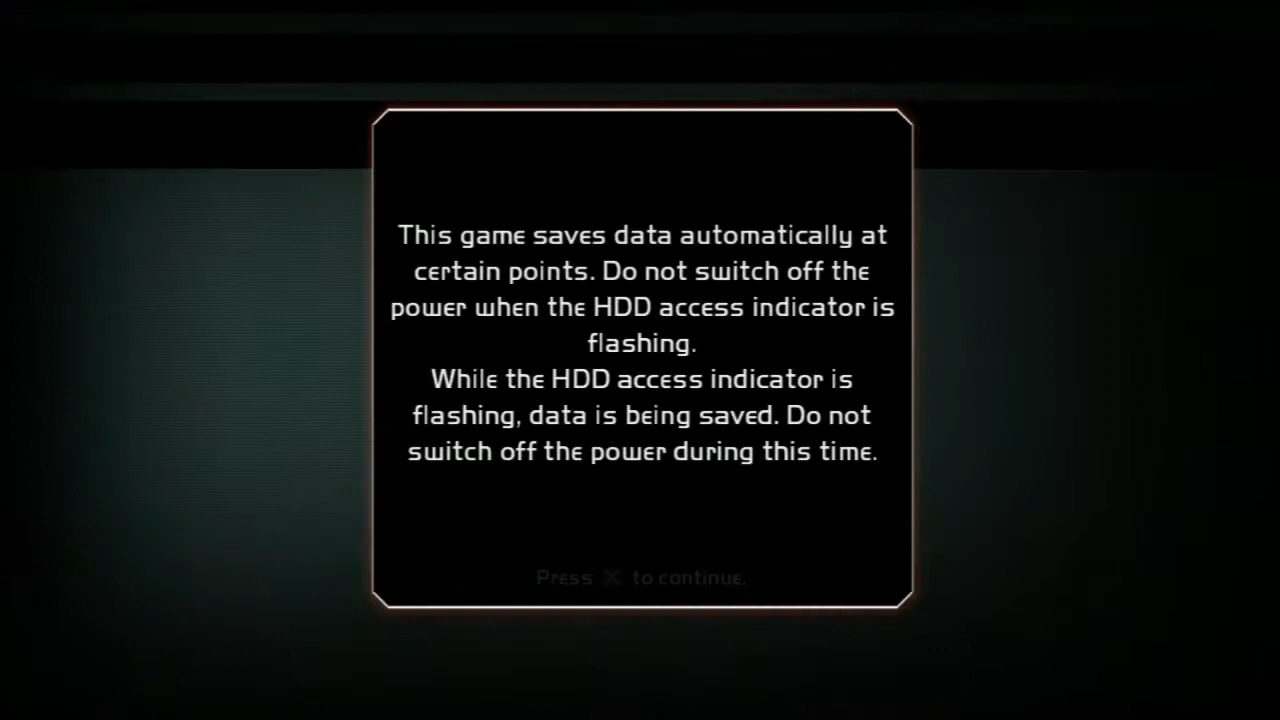 This game saves data automatically at
certain points. Do not switch off the
power when the HDD access indicator is
flashing.
While the HDD access indicator is
flashing, data is being saved. Do not
switch off the power during this time.
Press ✕ to continue.